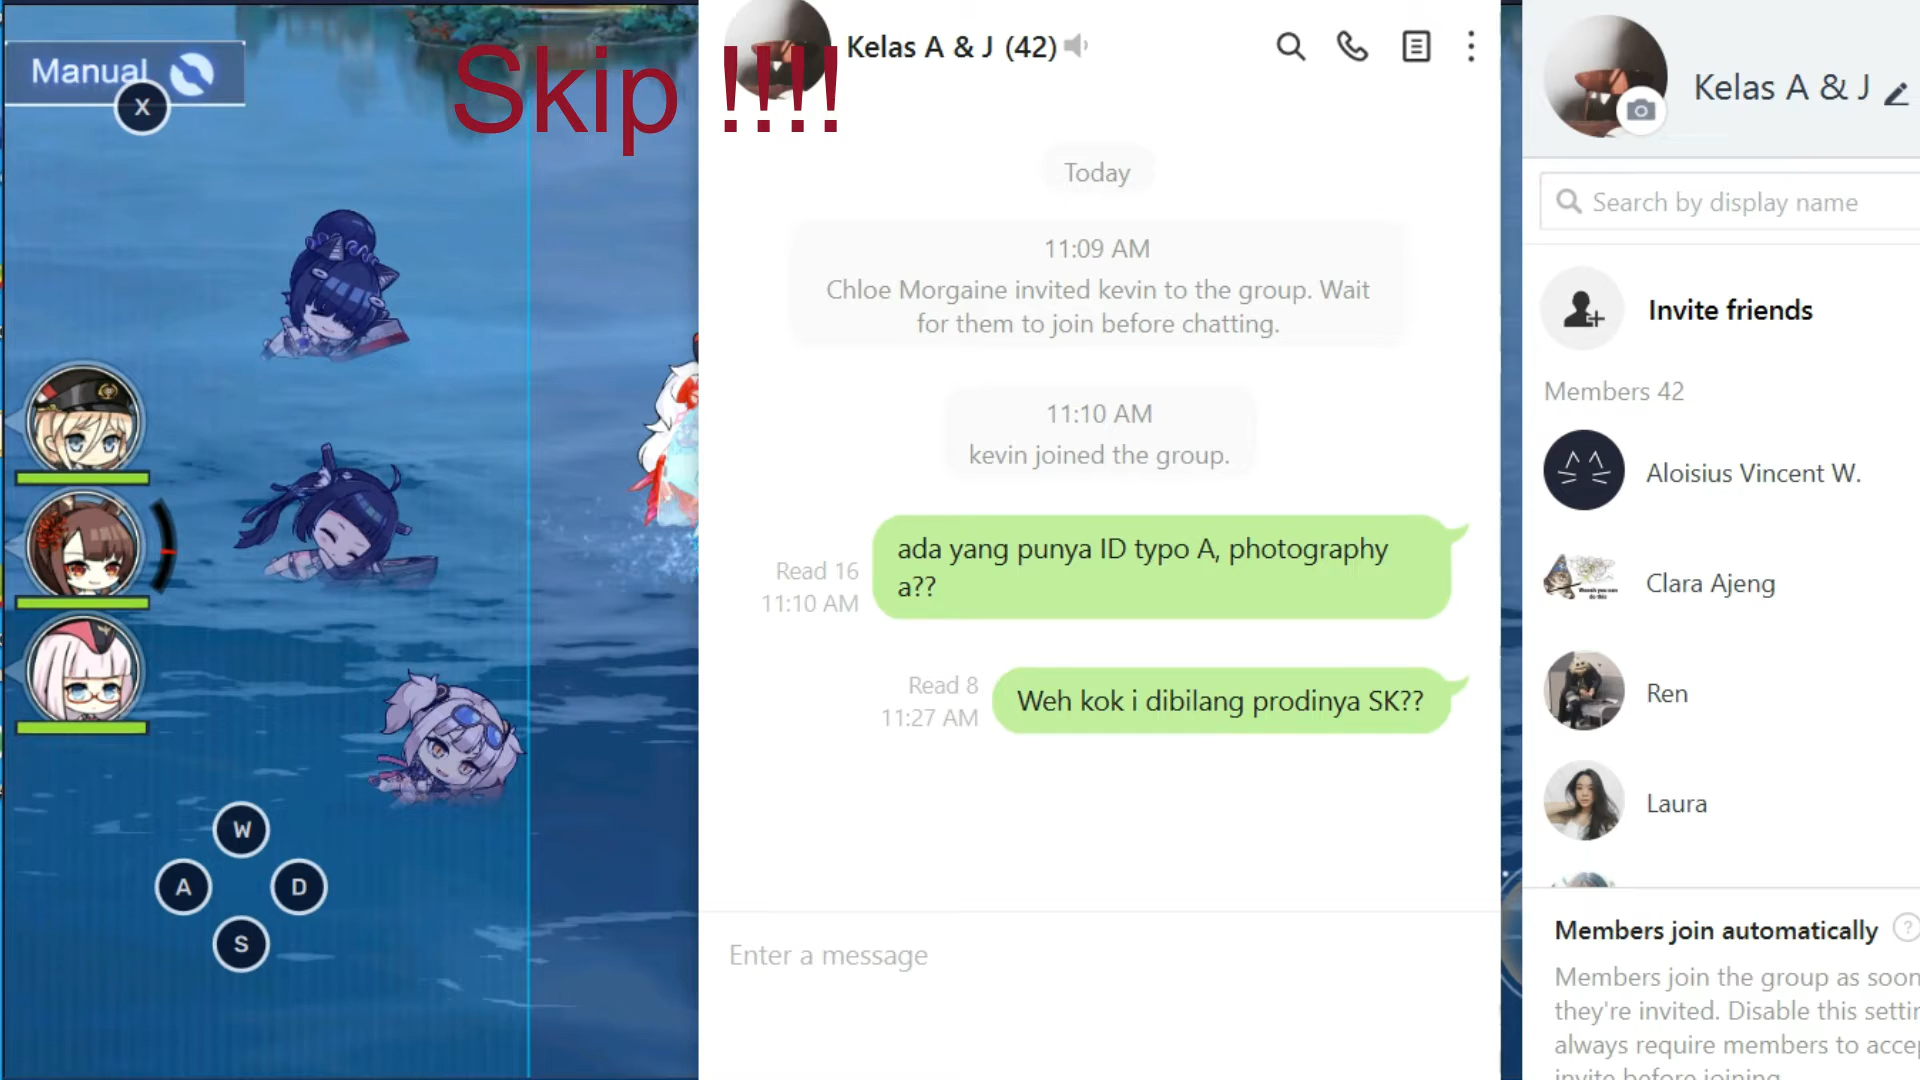 Manual
X
Skip !!!!
W
A
D
S
Kelas A & J (42)
Today
11:09 AM
Chloe Morgaine invited kevin to the group. Wait
for them to join before chatting.
11:10 AM
kevin joined the group.
ada yang punya ID typo A, photography
a??
Read 16
11:10 AM
Weh kok i dibilang prodinya SK??
Read 8
11:27 AM
Enter a message
Kelas A & J
Search by display name
Invite friends
Members 42
Aloisius Vincent W.
Clara Ajeng
Ren
Laura
Members join automatically ?
Members join the group as soon
they're invited. Disable this
always require members to
invite before joining.